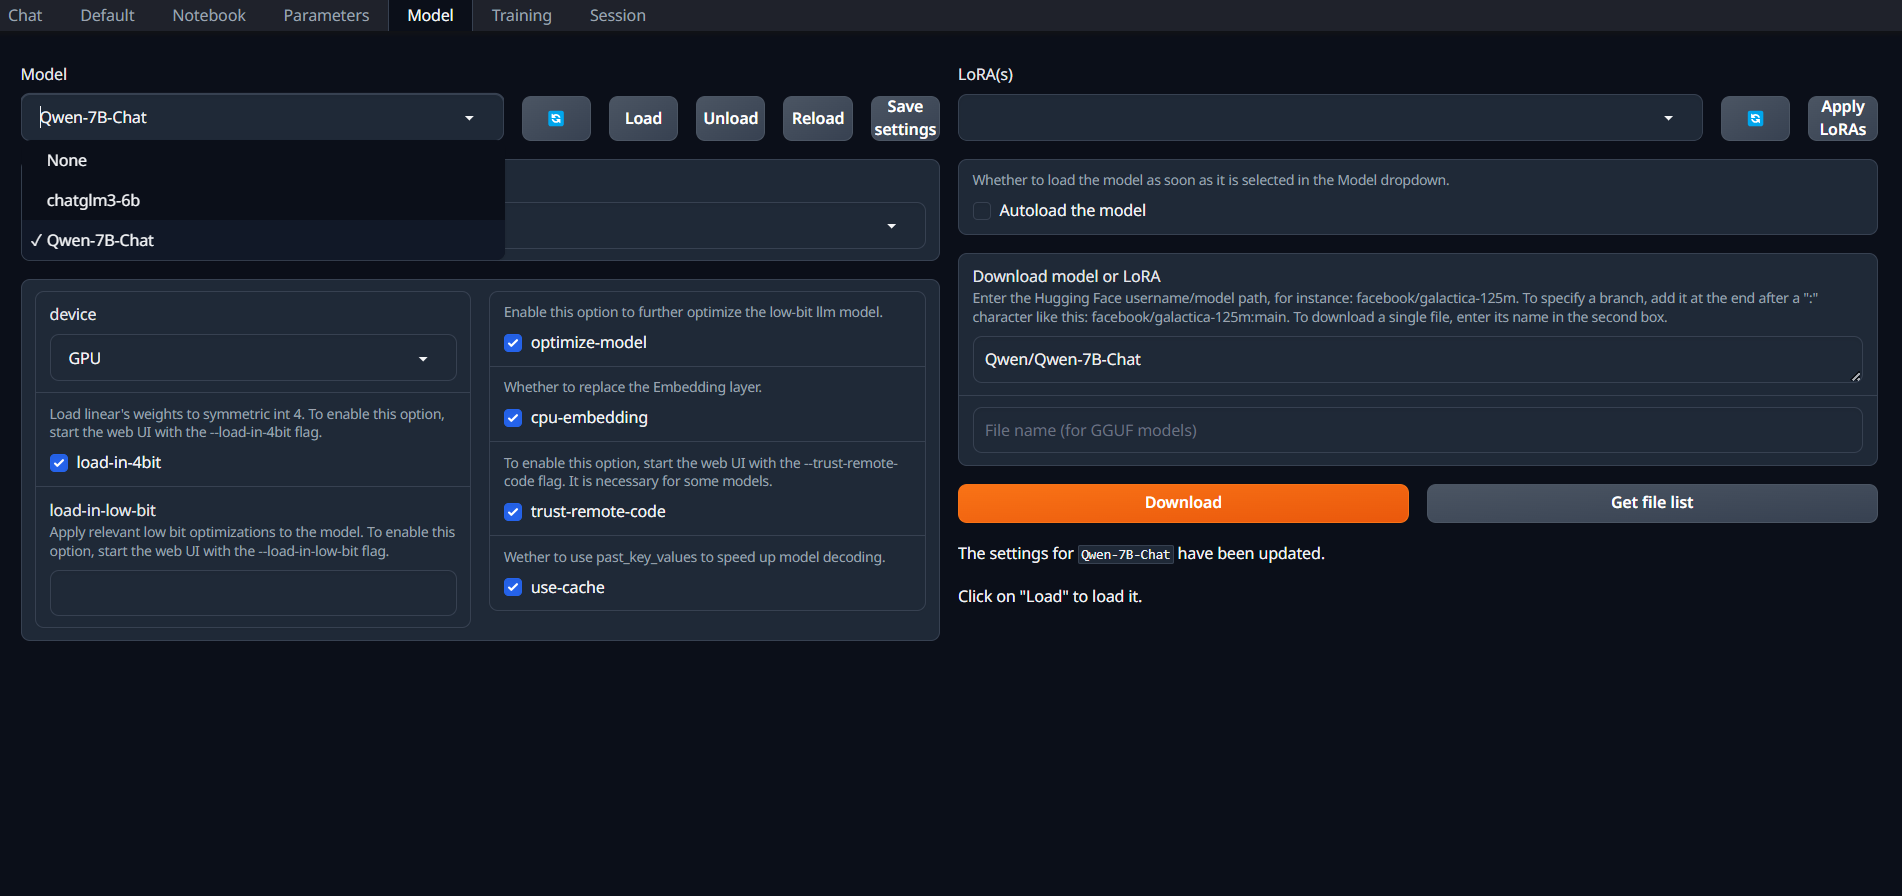 Chat Default Notebook Parameters Model Training Session
Model
Qwen-7B-Chat
Load
Unload
Reload
Save
settings
None
chatglm3-6b
✓ Qwen-7B-Chat
device
GPU
Load linear's weights to symmetric int 4. To enable this option,
start the web UI with the --load-in-4bit flag.
load-in-4bit
load-in-low-bit
Apply relevant low bit optimizations to the model. To enable this
option, start the web UI with the --load-in-low-bit flag.
Enable this option to further optimize the low-bit llm model.
optimize-model
Whether to replace the Embedding layer.
cpu-embedding
To enable this option, start the web UI with the --trust-remote-
code flag. It is necessary for some models.
trust-remote-code
Wether to use past_key_values to speed up model decoding.
use-cache
LoRA(s)
Apply
LoRAs
Whether to load the model as soon as it is selected in the Model dropdown.
Autoload the model
Download model or LoRA
Enter the Hugging Face username/model path, for instance: facebook/galactica-125m. To specify a branch, add it at the end after a ":"
character like this: facebook/galactica-125m:main. To download a single file, enter its name in the second box.
Qwen/Qwen-7B-Chat
File name (for GGUF models)
Download
Get file list
The settings for Qwen-7B-Chat have been updated.
Click on "Load" to load it.